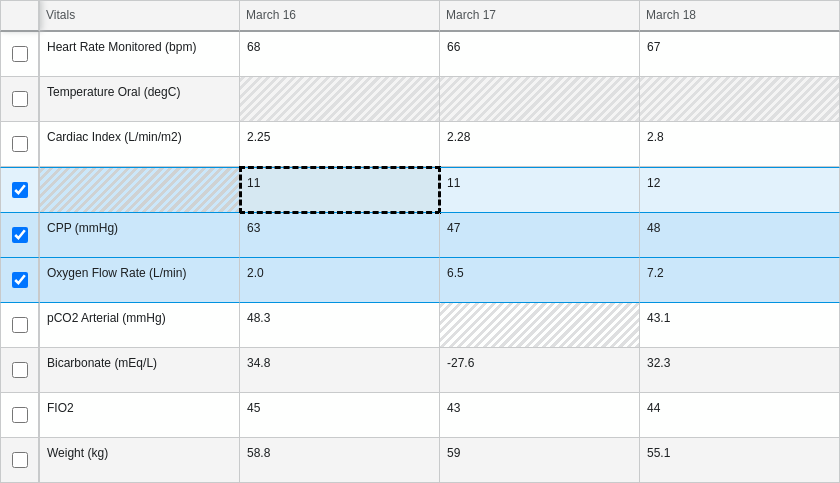 Vitals March 16 March 17 March 18
Heart Rate Monitored (bpm) 68 66 67
Temperature Oral (degC)
Cardiac Index (L/min/m2) 2.25 2.28 2.8
11 11 12
CPP (mmHg) 63 47 48
Oxygen Flow Rate (L/min) 2.0 6.5 7.2
pCO2 Arterial (mmHg) 48.3 43.1
Bicarbonate (mEq/L) 34.8 -27.6 32.3
FIO2 45 43 44
Weight (kg) 58.8 59 55.1